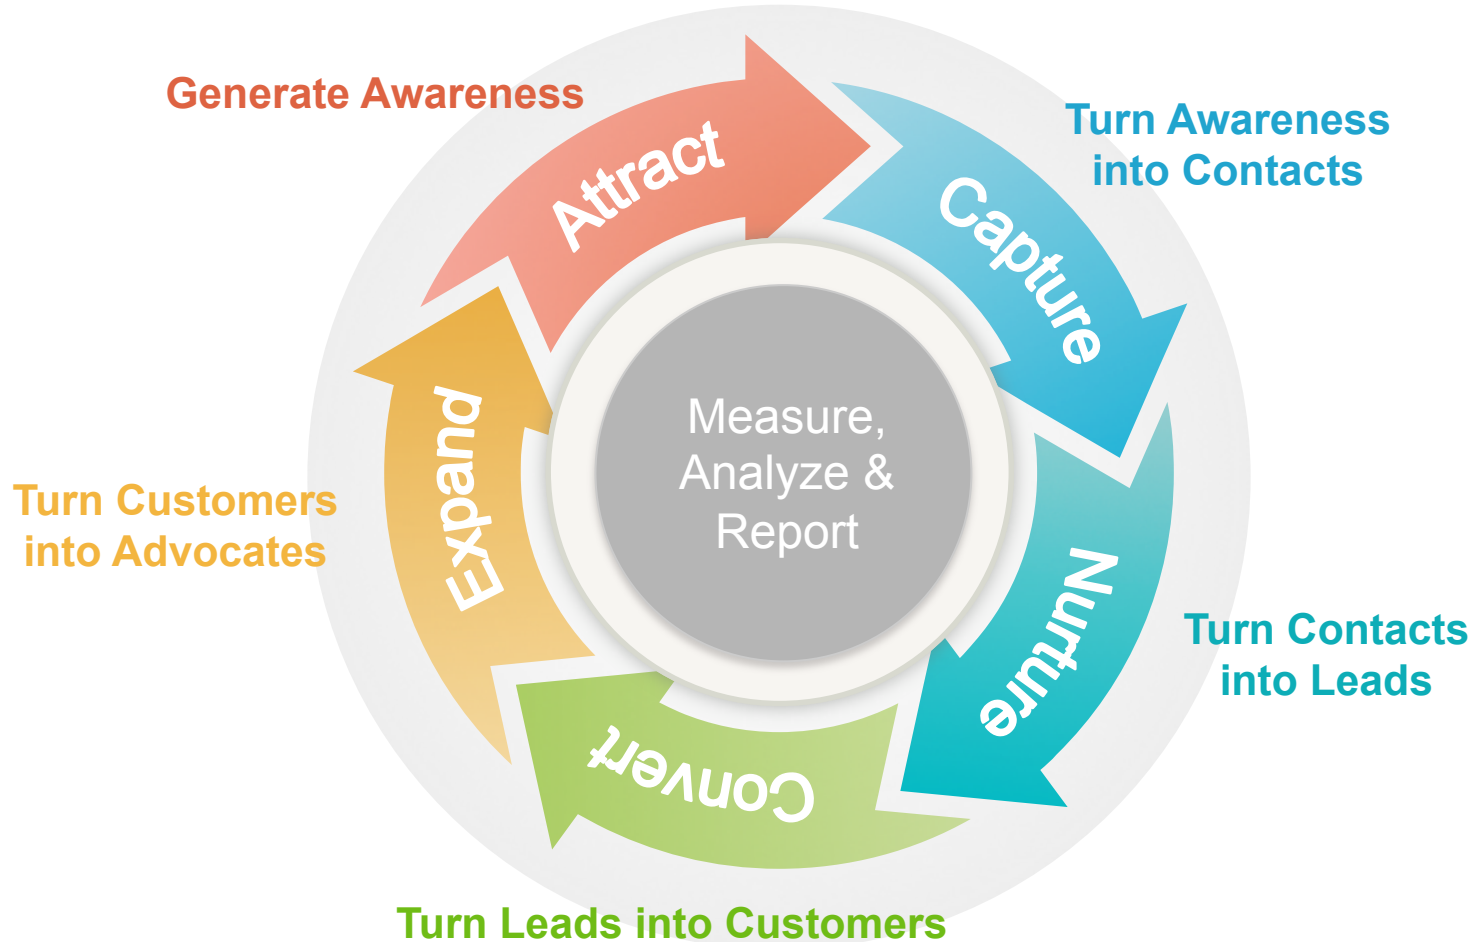 Generate Awareness
Attract
Turn Awareness
into Contacts
Capture
Turn Contacts
into Leads
Nurture
Turn Leads into Customers
Convert
Turn Customers
into Advocates
Expand
Measure,
Analyze &
Report